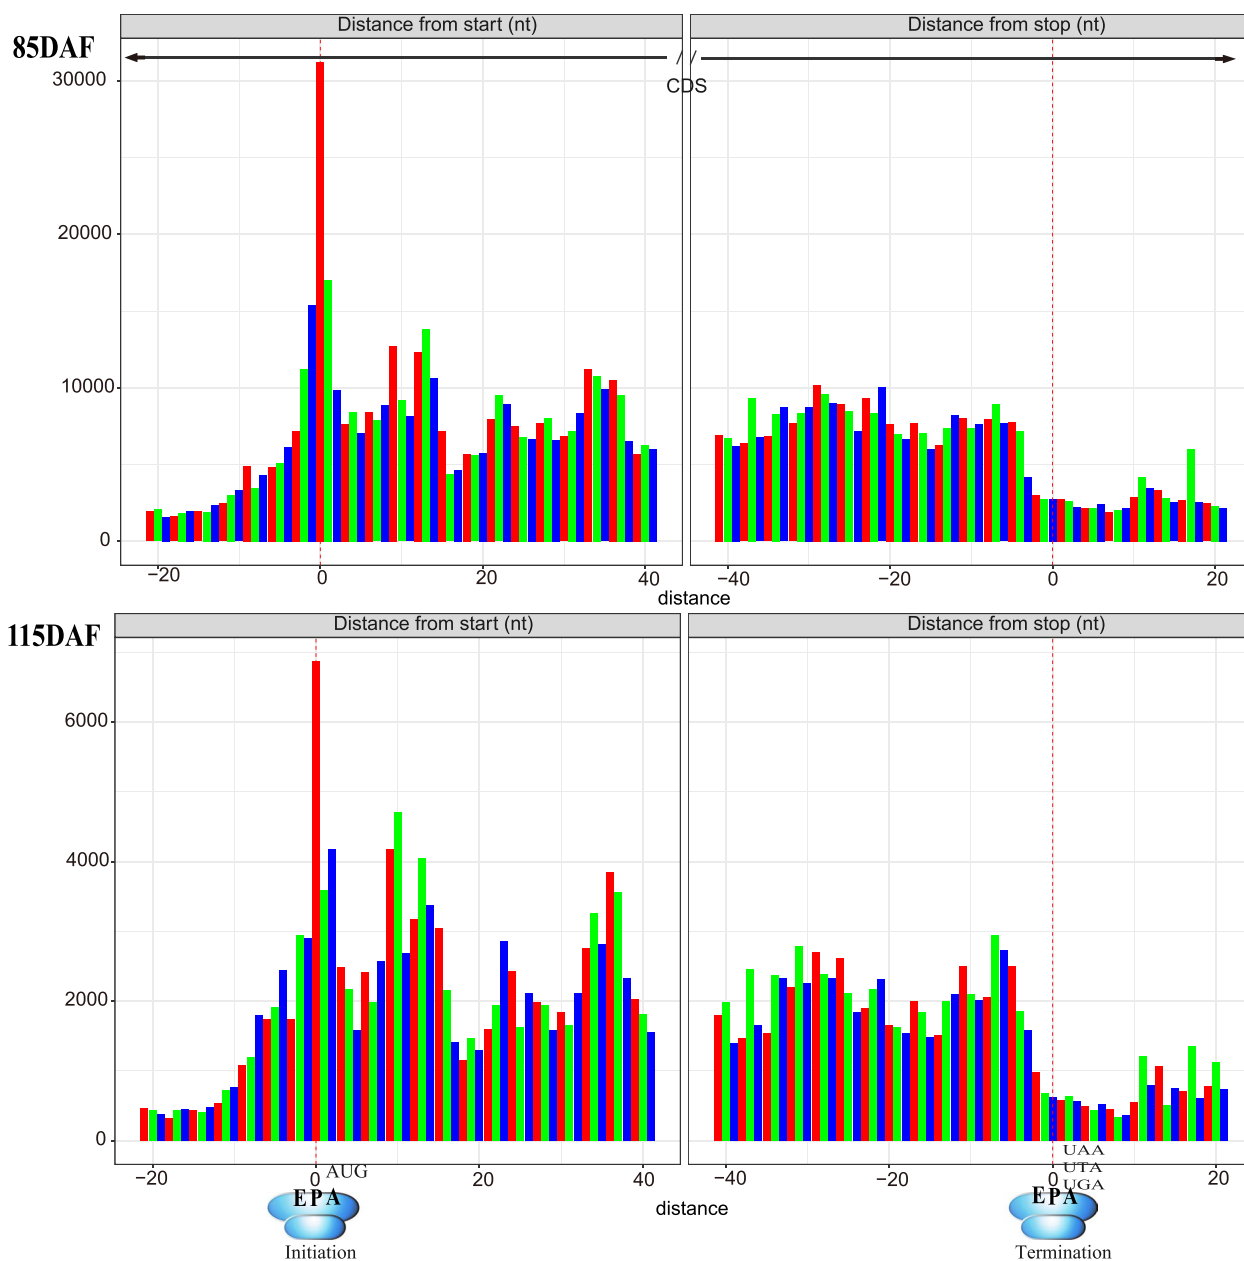 85DAF
Distance from start (nt)
Distance from stop (nt)
//
CDS
30000
20000
10000
0
−20
0
20
40
−40
−20
0
20
distance
115DAF
Distance from start (nt)
Distance from stop (nt)
6000
4000
2000
0
−20
0
20
40
−40
−20
0
20
AUG
UAA
UTA
UGA
EPA
EPA
distance
Initiation
Termination